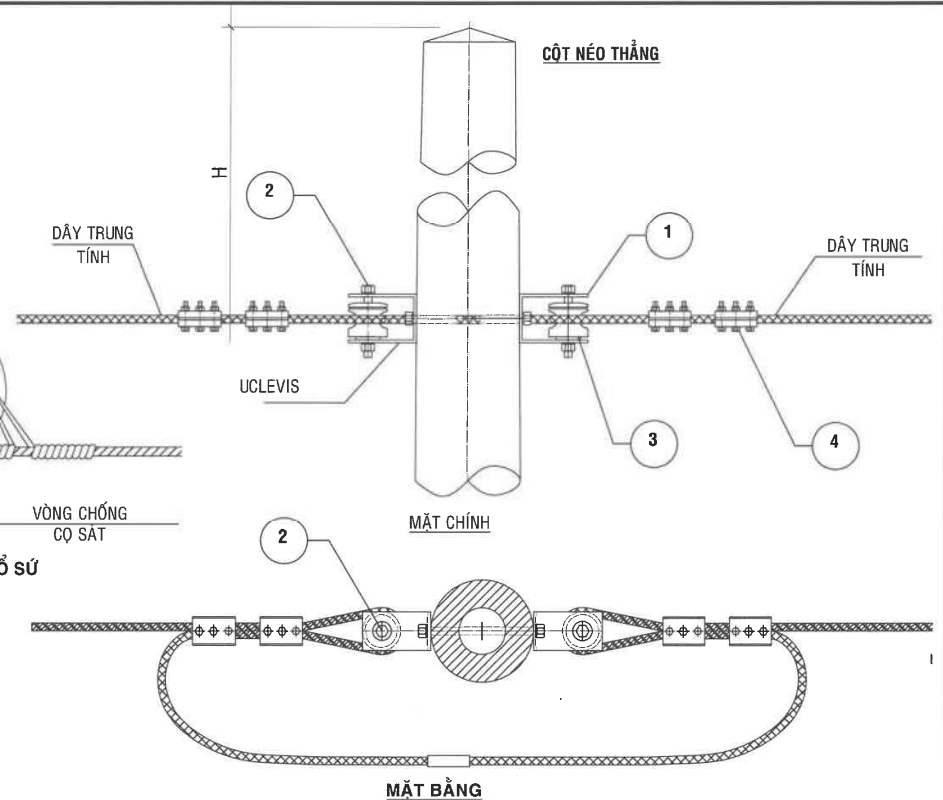 CỘT NÉO THẲNG
H
2
1
DÂY TRUNG
TÍNH
DÂY TRUNG
TÍNH
UCLEVIS
3
4
VÒNG CHỐNG
CỌ SÁT
MẶT CHÍNH
2
Ổ SỨ
MẶT BẰNG